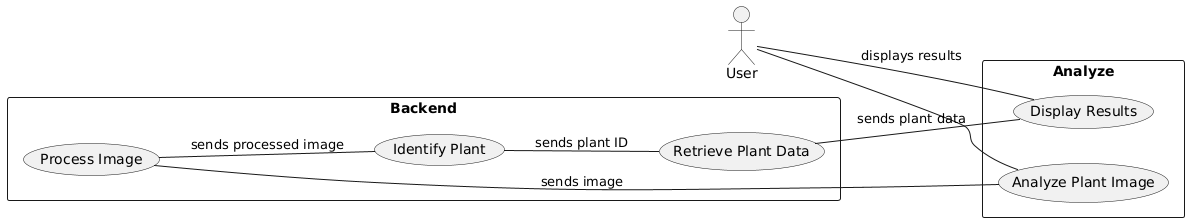 User
displays results
Analyze
Display Results
Backend
sends plant data
sends processed image
Identify Plant
sends plant ID
Retrieve Plant Data
Process Image
sends image
Analyze Plant Image